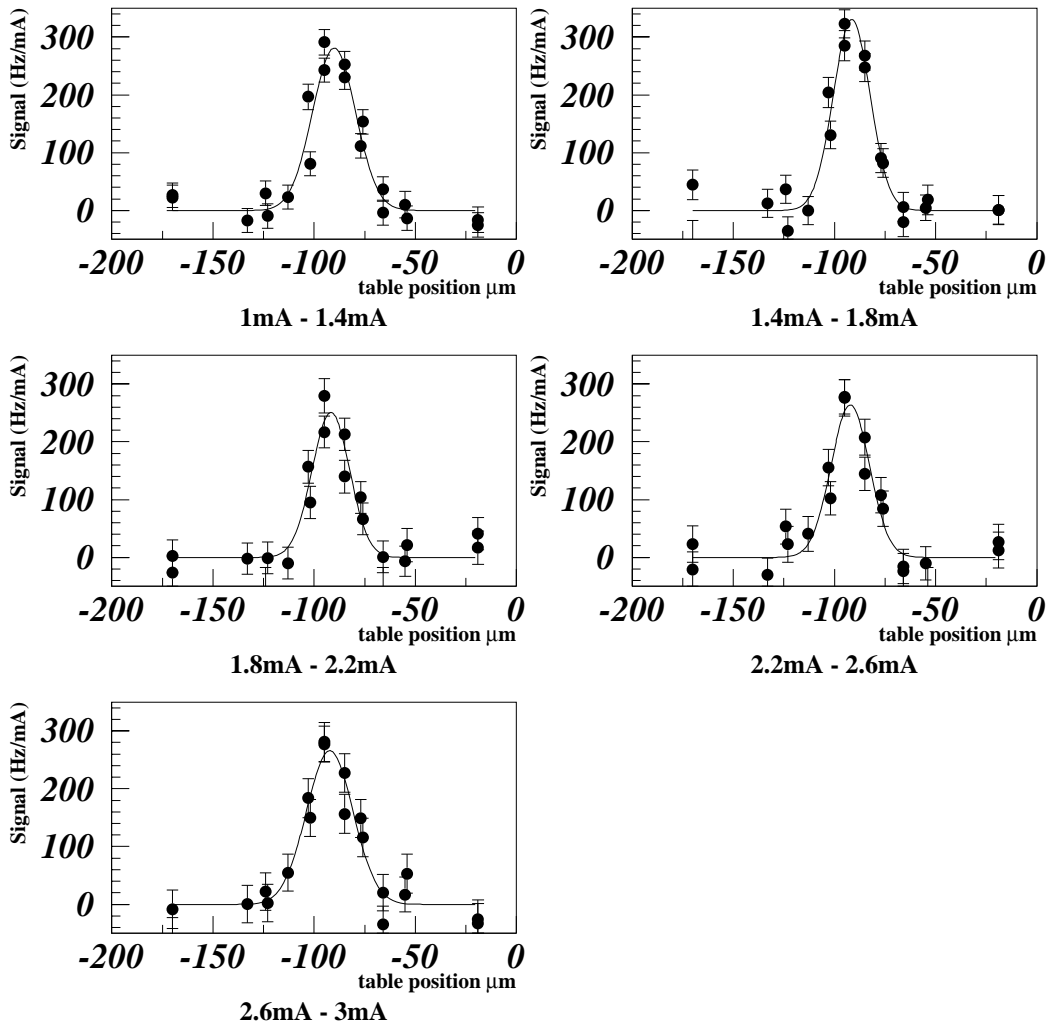 Signal (Hz/mA)
300
200
100
0
-200 -150 -100 -50 0
table position μm
1mA - 1.4mA
Signal (Hz/mA)
300
200
100
0
-200 -150 -100 -50 0
table position μm
1.4mA - 1.8mA
Signal (Hz/mA)
300
200
100
0
-200 -150 -100 -50 0
table position μm
1.8mA - 2.2mA
Signal (Hz/mA)
300
200
100
0
-200 -150 -100 -50 0
table position μm
2.2mA - 2.6mA
Signal (Hz/mA)
300
200
100
0
-200 -150 -100 -50 0
table position μm
2.6mA - 3mA